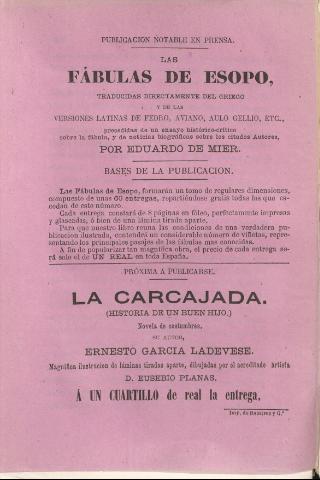 PUBLICACION NOTABLE EN PRENSA.
LAS
FÁBULAS DE ESOPO,
TRADUCIDAS DIRECTAMENTE DEL GRIEGO
Y DE LAS
VERSIONES LATINAS DE FEDRO, AVIANO, AULO GELLIO, ETC.,
precedidas de un ensayo histórico-crítico
sobre la fábula, y de noticias biográficas sobre los citados Autores,
POR EDUARDO DE MIER.
BASES DE LA PUBLICACION.
Las Fábulas de Esopo, formarán un tomo de regulares dimensiones,
compuesto de unas 60 entregas, repartiéndose gratis todas las que es-
cedan de este número.
Cada entrega constará de 8 páginas en fóleo, perfectamente impresas
y glaseadas, ó bien de una lámina tirada aparte.
Para que nuestro libro reuna las condiciones de una verdadera pu-
blicacion ilustrada, contendrá un considerable número de viñetas, repre-
sentando los principales pasajes de las fábulas mas conocidas.
A fin de popularizar tan magnífica obra, el precio de cada entrega se-
rá solo el de UN REAL en toda España.
PRÓXIMA Á PUBLICARSE.
LA CARCAJADA.
(HISTORIA DE UN BUEN HIJO.)
Novela de costumbres,
SU AUTOR,
ERNESTO GARCIA LADEVESE.
Magnífica ilustracion de láminas tiradas aparte, dibujadas por el acreditado artista
D. EUSEBIO PLANAS.
Á UN CUARTILLO de real la entrega,
Imp. de Ramirez y C.ª